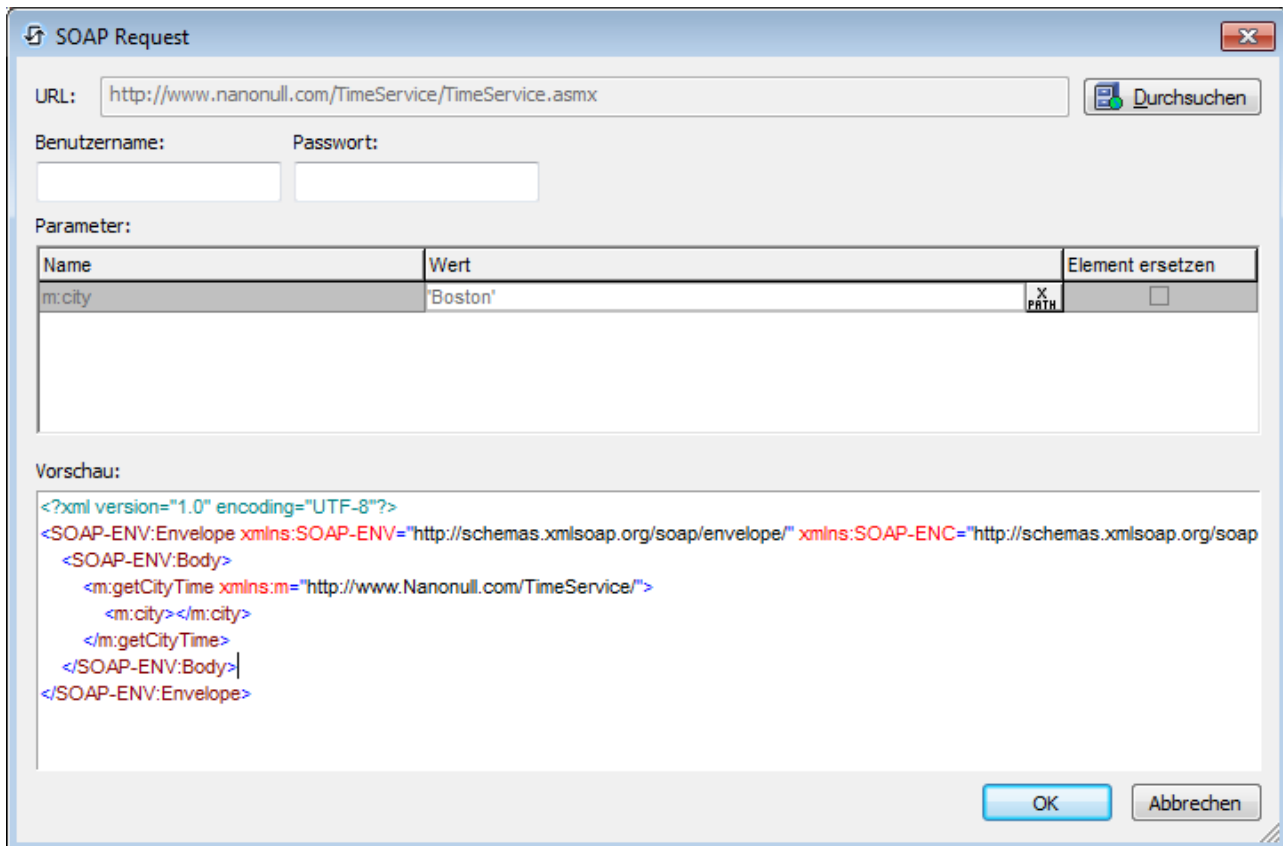 SOAP Request
URL: http://www.nanonull.com/TimeService/TimeService.asmx Durchsuchen
Benutzername: Passwort:
Parameter:
Name Wert Element ersetzen
m:city 'Boston' X PATH
Vorschau:
<?xml version="1.0" encoding="UTF-8"?>
<SOAP-ENV:Envelope xmlns:SOAP-ENV="http://schemas.xmlsoap.org/soap/envelope/" xmlns:SOAP-ENC="http://schemas.xmlsoap.org/soap
<SOAP-ENV:Body>
<m:getCityTime xmlns:m="http://www.Nanonull.com/TimeService/">
<m:city></m:city>
</m:getCityTime>
</SOAP-ENV:Body>
</SOAP-ENV:Envelope>
OK Abbrechen